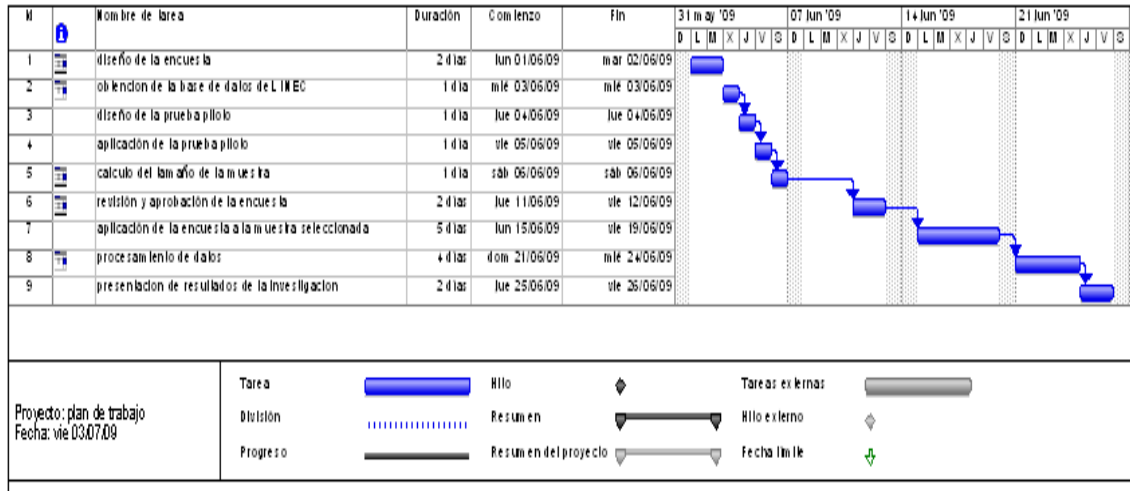 Id Nombre de tarea Duración Comienzo Fin 31 may '09 07 jun '09 14 jun '09 21 jun '09
D L M X J V S D L M X J V S D L M X J V S D L M X J V S
1 diseño de la encuesta 2 días lun 01/06/09 mar 02/06/09
2 obtencion de la base de datos de L INEC 1 día mié 03/06/09 mié 03/06/09
3 diseño de la prueba piloto 1 día jue 04/06/09 jue 04/06/09
4 aplicación de la prueba piloto 1 día vie 05/06/09 vie 05/06/09
5 calculo del tamaño de la muestra 1 día sáb 06/06/09 sáb 06/06/09
6 revisión y aprobación de la encuesta 2 días jue 11/06/09 vie 12/06/09
7 aplicación de la encuesta a la muestra seleccionada 5 días lun 15/06/09 vie 19/06/09
8 procesamiento de datos 4 días dom 21/06/09 mié 24/06/09
9 presentacion de resultados de la investigacion 2 días jue 25/06/09 vie 26/06/09
Proyecto: plan de trabajo
Fecha: vie 03/07/09
Tarea Hito Tareas externas
División Resumen Hito externo
Progreso Resumen del proyecto Fecha límite